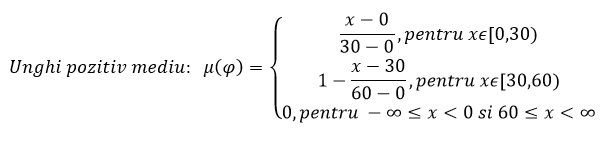 x − 0
30 − 0 , pentru xϵ[0,30)
Unghi pozitiv mediu: μ(φ) = { 1 − x − 30
60 − 0 , pentru xϵ[30,60)
0, pentru − ∞ ≤ x < 0 si 60 ≤ x < ∞